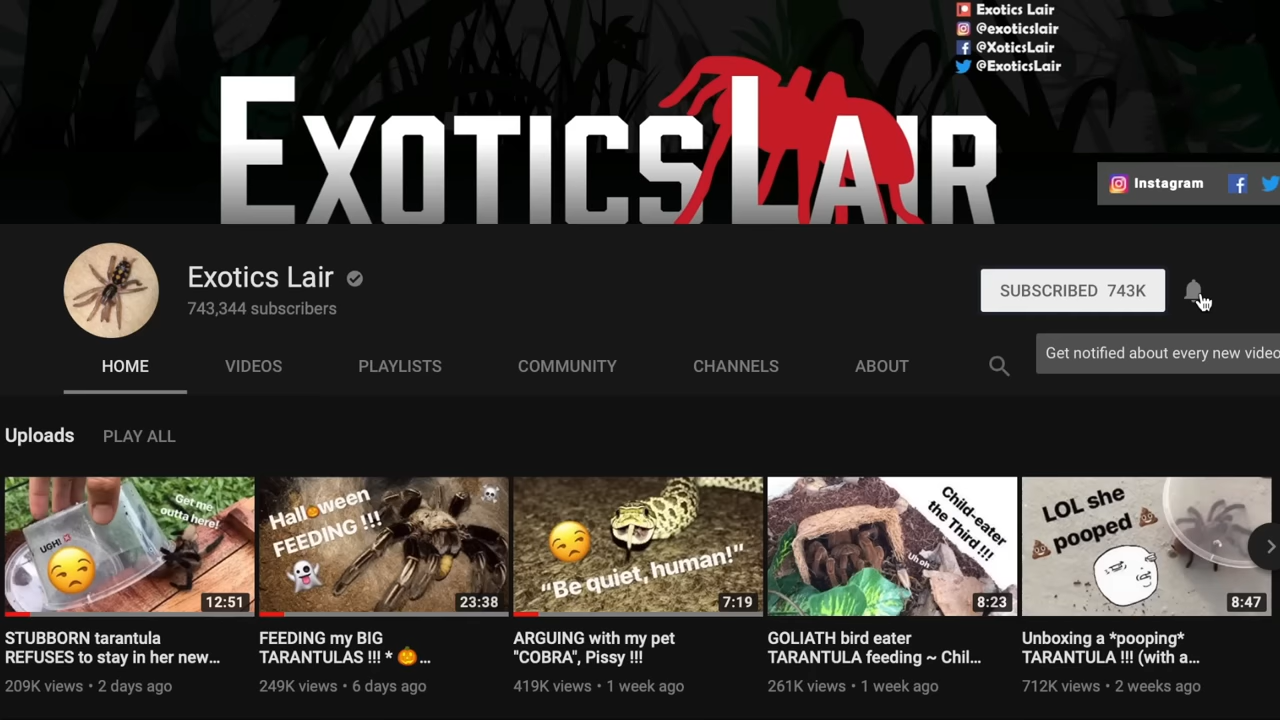 Exotics Lair
@exoticslair
@XoticsLair
@ExoticsLair
EXOTICS LAIR
Instagram
Exotics Lair
743,344 subscribers
SUBSCRIBED 743K
Get notified about every new video
HOME VIDEOS PLAYLISTS COMMUNITY CHANNELS ABOUT
Uploads PLAY ALL
Get me
outta here!
UGH!
12:51
Halloween
FEEDING !!!
23:38
"Be quiet, human!"
7:19
Child-eater
the Third !!!
Uh oh
8:23
LOL she
pooped
8:47
STUBBORN tarantula
REFUSES to stay in her new...
209K views • 2 days ago
FEEDING my BIG
TARANTULAS !!! * 🎃 ...
249K views • 6 days ago
ARGUING with my pet
"COBRA", Pissy !!!
419K views • 1 week ago
GOLIATH bird eater
TARANTULA feeding ~ Chil...
261K views • 1 week ago
Unboxing a *pooping*
TARANTULA !!! (with a...
712K views • 2 weeks ago